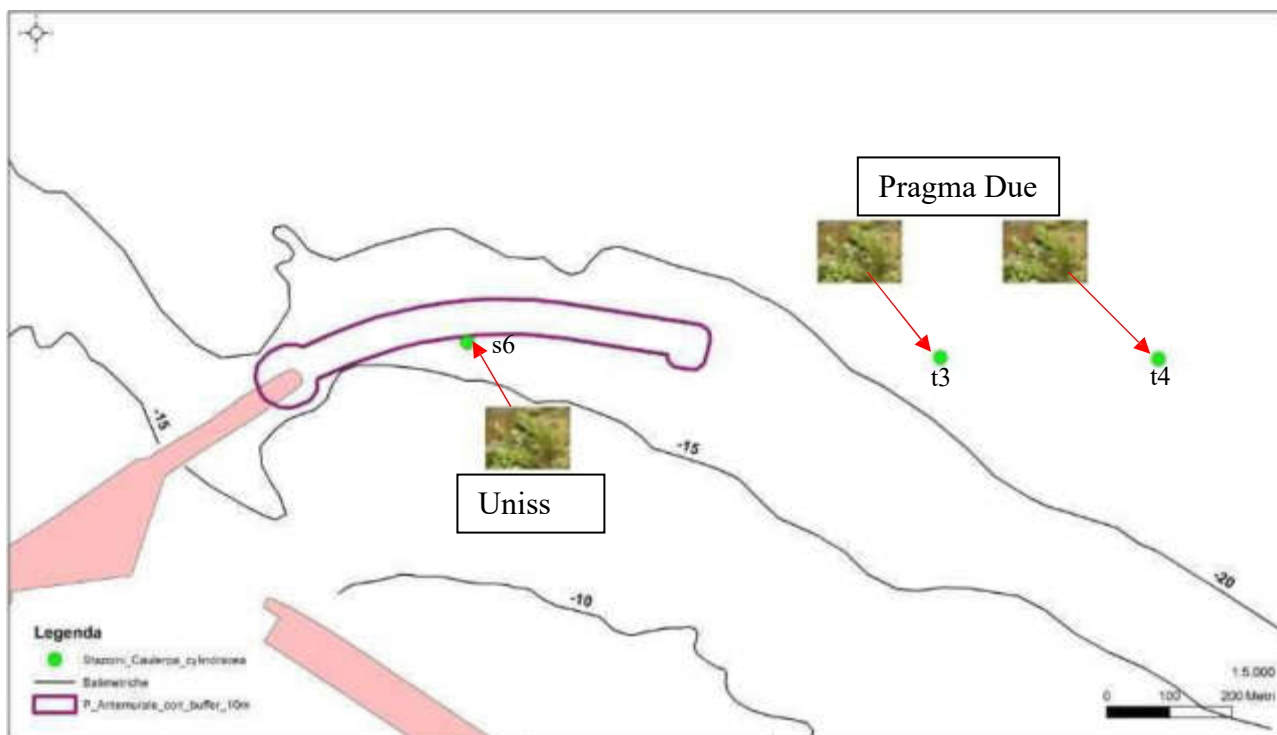 Pragma Due
s6
t3
t4
-15
-15
Uniss
-20
-10
Legenda
Stazioni_Caulerpa_cylindracea
Batimetriche
P_Antemurale_con_buffer_10m
1:5.000
0 100 200 Metri